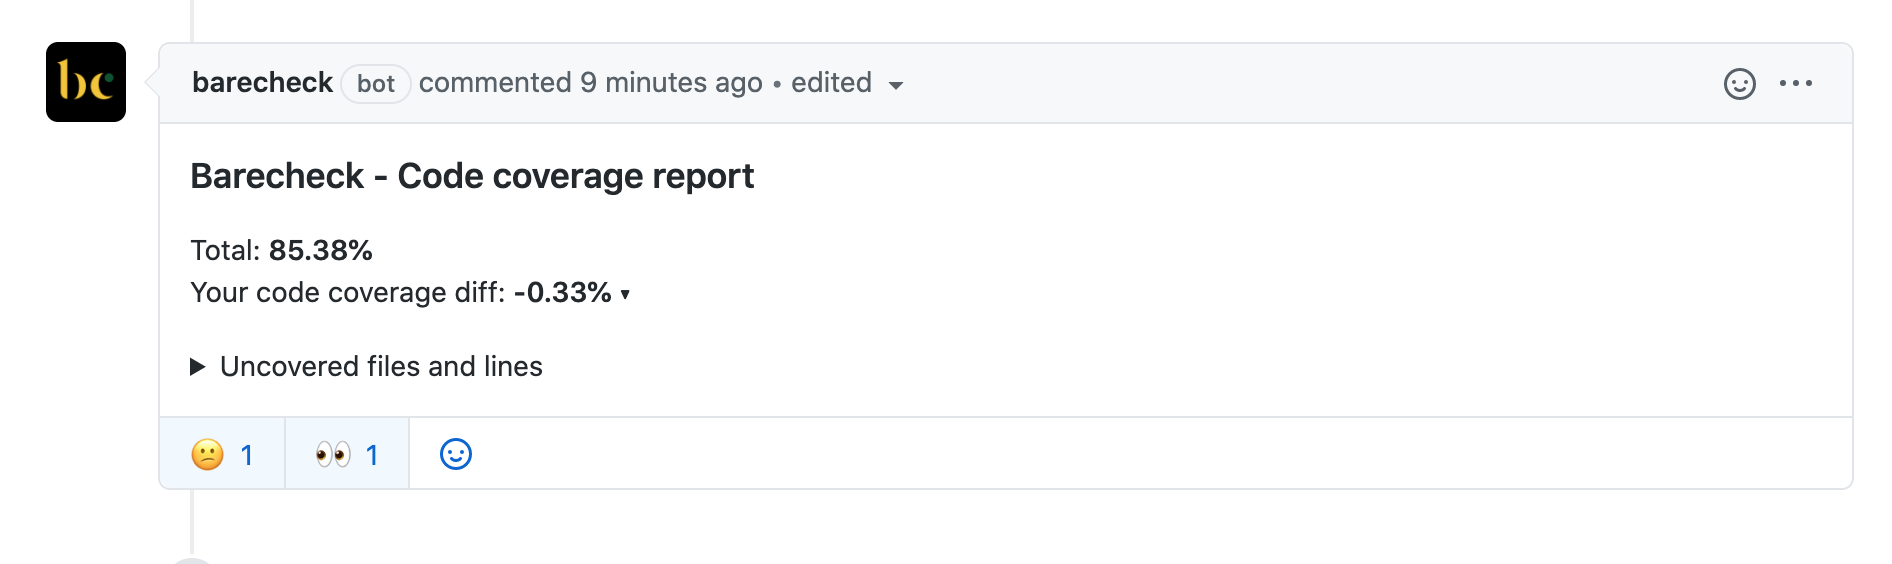 bc
barecheck bot commented 9 minutes ago • edited
Barecheck - Code coverage report
Total: 85.38%
Your code coverage diff: -0.33% ▾
Uncovered files and lines
1 1